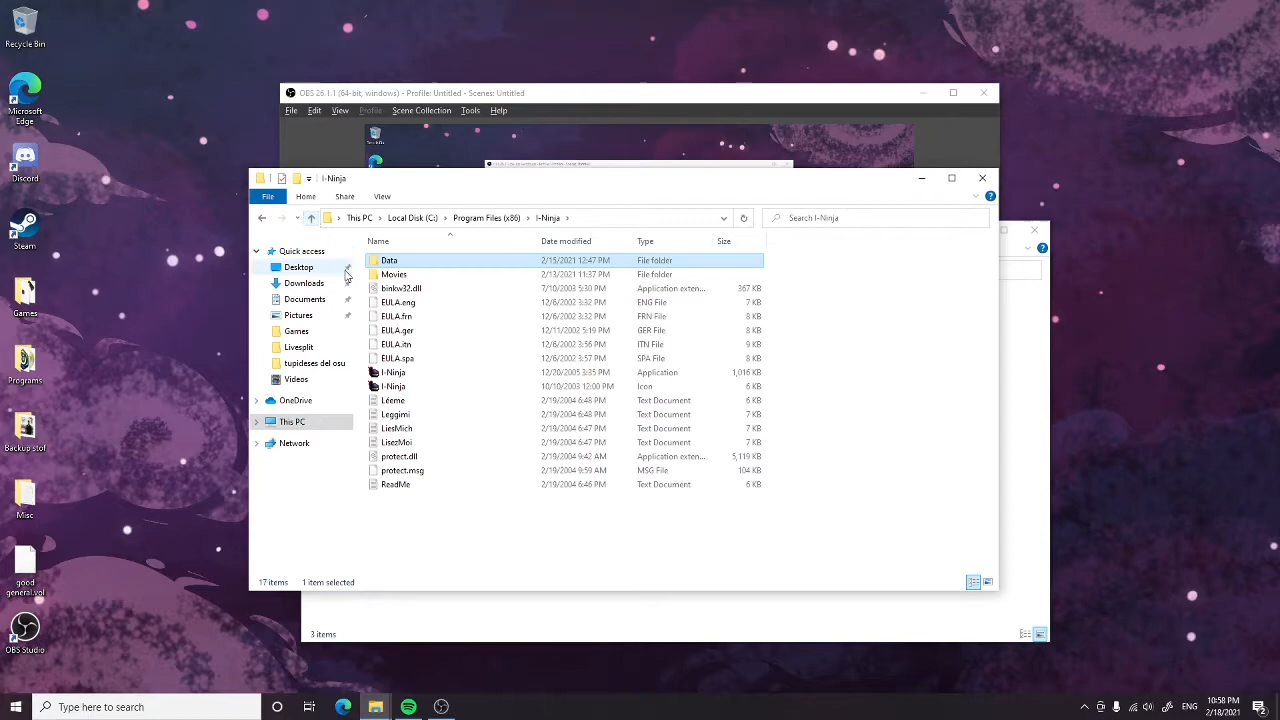 Recycle Bin
Microsoft
Edge
Discord
Steam
Games
Programs
Backup stof
Misc
good
general.vol
OBS Studio
OBS 26.1.1 (64-bit, windows) - Profile: Untitled - Scenes: Untitled
File Edit View Profile Scene Collection Tools Help
I-Ninja
File Home Share View
This PC Local Disk (C:) Program Files (x86) I-Ninja
Search I-Ninja
Name Date modified Type Size
Quick access
Desktop
Downloads
Documents
Pictures
Games
Livesplit
tupideses del osu
Videos
OneDrive
This PC
Network
Data 2/15/2021 12:47 PM File folder
Movies 2/13/2021 11:37 PM File folder
binkw32.dll 7/10/2003 5:30 PM Application exten... 367 KB
EULA.eng 12/6/2002 3:32 PM ENG File 7 KB
EULA.frn 12/6/2002 3:32 PM FRN File 8 KB
EULA.ger 12/11/2002 5:19 PM GER File 8 KB
EULA.itn 12/6/2002 3:56 PM ITN File 9 KB
EULA.spa 12/6/2002 3:57 PM SPA File 8 KB
I-Ninja 12/20/2005 3:35 PM Application 1,016 KB
I-Ninja 10/10/2003 12:00 PM Icon 6 KB
Léeme 2/19/2004 6:48 PM Text Document 6 KB
Leggimi 2/19/2004 6:48 PM Text Document 7 KB
LiesMich 2/19/2004 6:47 PM Text Document 7 KB
LisezMoi 2/19/2004 6:47 PM Text Document 7 KB
protect.dll 2/19/2004 9:42 AM Application exten... 5,119 KB
protect.msg 2/19/2004 9:59 AM MSG File 104 KB
ReadMe 2/19/2004 6:46 PM Text Document 6 KB
17 items 1 item selected
3 items
Type here to search
10:58 PM
2/18/2021
2